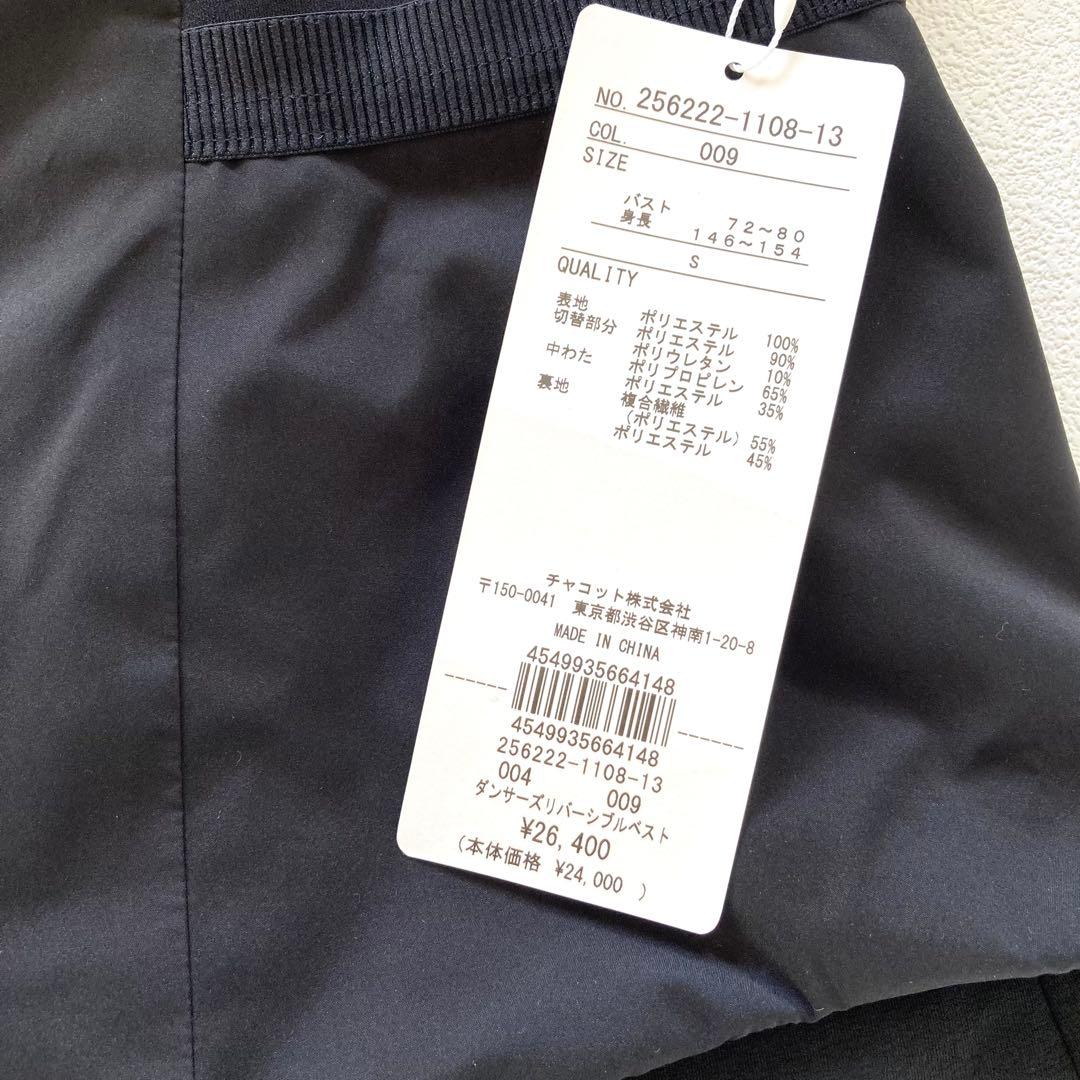 NO. 256222-1108-13
COL. 009
SIZE
バスト 72～80
身長 146～154
S
QUALITY
表地 ポリエステル 100%
切替部分 ポリエステル 90%
ポリウレタン 10%
中わた ポリプロピレン 65%
ポリエステル 35%
裏地 複合繊維
(ポリエステル) 55%
ポリエステル 45%
チャコット株式会社
〒150-0041 東京都渋谷区神南1-20-8
MADE IN CHINA
4549935664148
4549935664148
256222-1108-13
004 009
ダンサーズリバーシブルベスト
¥26,400
(本体価格 ¥24,000 )